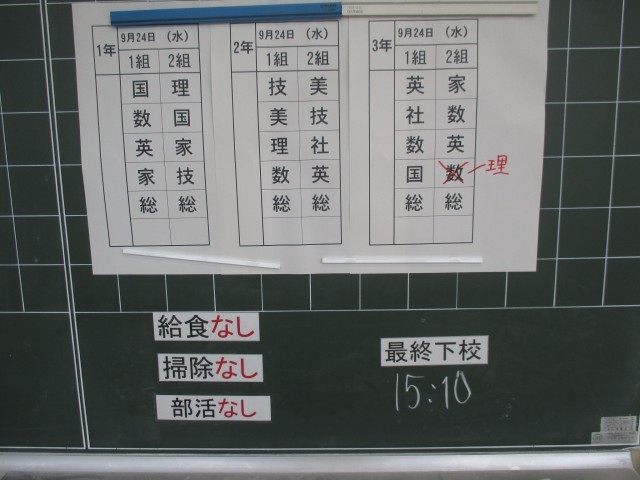 1年 9月24日 (水) 2年 9月24日 (水) 3年 9月24日 (水)
1組 2組 1組 2組 1組 2組
国 理 技 美 英 家
数 国 美 技 社 数
英 家 理 社 数 英
家 技 数 英 国 数 理
総 総 総 総 総 総
給食なし
掃除なし
部活なし
最終下校
15:10